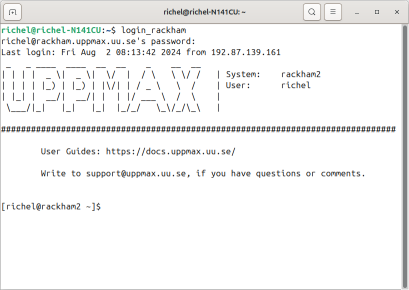 richel@richel-N141CU: ~
richel@richel-N141CU:~$ login_rackham
richel@rackham.uppmax.uu.se's password:
Last login: Fri Aug  2 08:13:42 2024 from 192.87.139.161
UPPMAX
| System:    rackham2
| User:      richel
###############################################################################
User Guides: https://docs.uppmax.uu.se/
Write to support@uppmax.uu.se, if you have questions or comments.
[richel@rackham2 ~]$